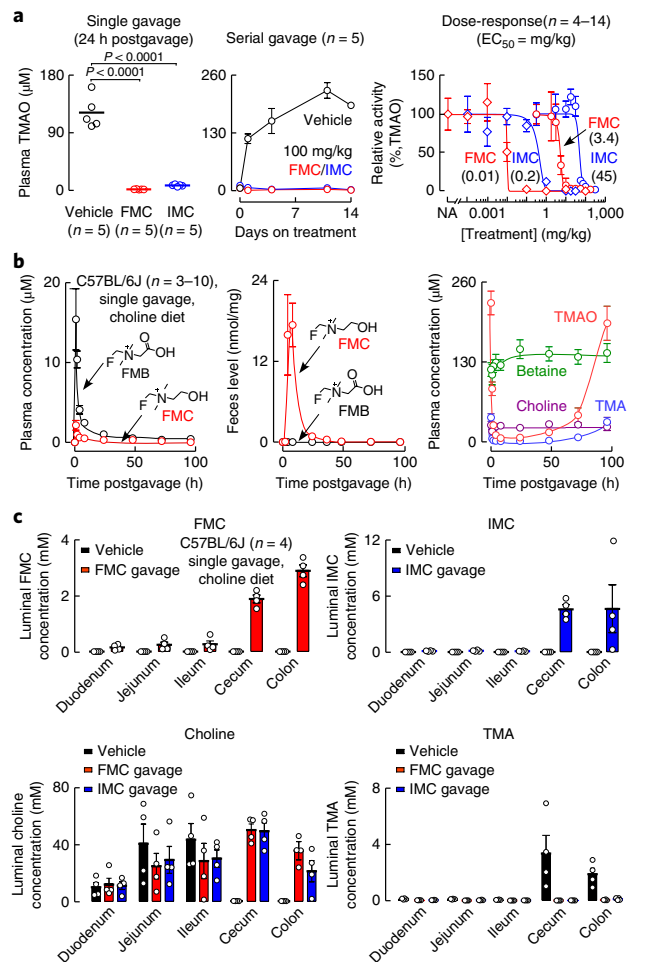 a
Single gavage
(24 h postgavage)
P < 0.0001
P < 0.0001
Plasma TMAO (μM)
180
90
0
Vehicle
FMC
IMC
(n = 5)
(n = 5)
(n = 5)
Serial gavage (n = 5)
260
130
0
Vehicle
100 mg/kg
FMC/IMC
0
7
14
Days on treatment
Dose-response(n = 4–14)
(EC50 = mg/kg)
Relative activity
(%,TMAO)
150
100
50
0
FMC
(0.01)
IMC
(0.2)
FMC
(3.4)
IMC
(45)
NA
0.001
1
1,000
[Treatment] (mg/kg)
b
C57BL/6J (n = 3–10),
single gavage,
choline diet
Plasma concentration (μM)
20
10
0
F
N
+
O
OH
FMB
F
N
+
OH
FMC
0
50
100
Time postgavage (h)
Feces level (nmol/mg)
24
12
0
F
N
+
OH
FMC
F
N
+
O
OH
FMB
0
50
100
Time postgavage (h)
Plasma concentration (μM)
260
130
0
TMAO
Betaine
Choline
TMA
0
50
100
Time postgavage (h)
c
FMC
C57BL/6J (n = 4)
single gavage,
choline diet
Vehicle
FMC gavage
Luminal FMC
concentration (mM)
4
2
0
Duodenum
Jejunum
Ileum
Cecum
Colon
IMC
Vehicle
IMC gavage
Luminal IMC
concentration (mM)
12
6
0
Duodenum
Jejunum
Ileum
Cecum
Colon
Choline
Vehicle
FMC gavage
IMC gavage
Luminal choline
concentration (mM)
80
40
0
Duodenum
Jejunum
Ileum
Cecum
Colon
TMA
Vehicle
FMC gavage
IMC gavage
Luminal TMA
concentration (mM)
8
4
0
Duodenum
Jejunum
Ileum
Cecum
Colon